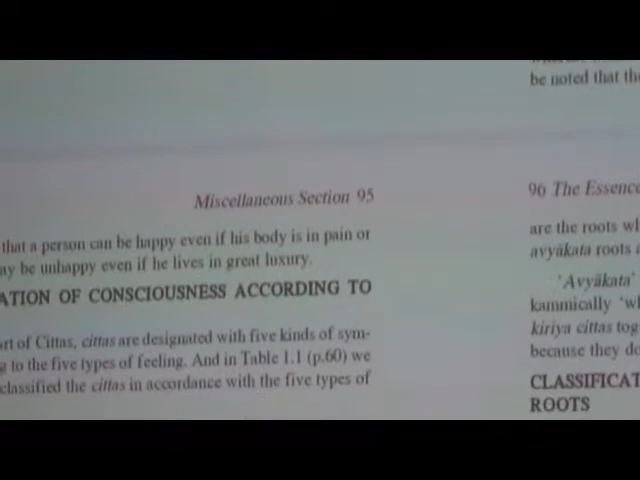 Miscellaneous Section 95
that a person can be happy even if his body is in pain or
ay be unhappy even if he lives in great luxury.
ATION OF CONSCIOUSNESS ACCORDING TO
art of Cittas, cittas are designated with five kinds of sym-
g to the five types of feeling. And in Table 1.1 (p.60) we
classified the cittas in accordance with the five types of
be noted that the
96 The Essence
are the roots wh
avyākata roots a
'Avyākata'
kammically 'w
kiriya cittas tog
because they do
CLASSIFICAT
ROOTS